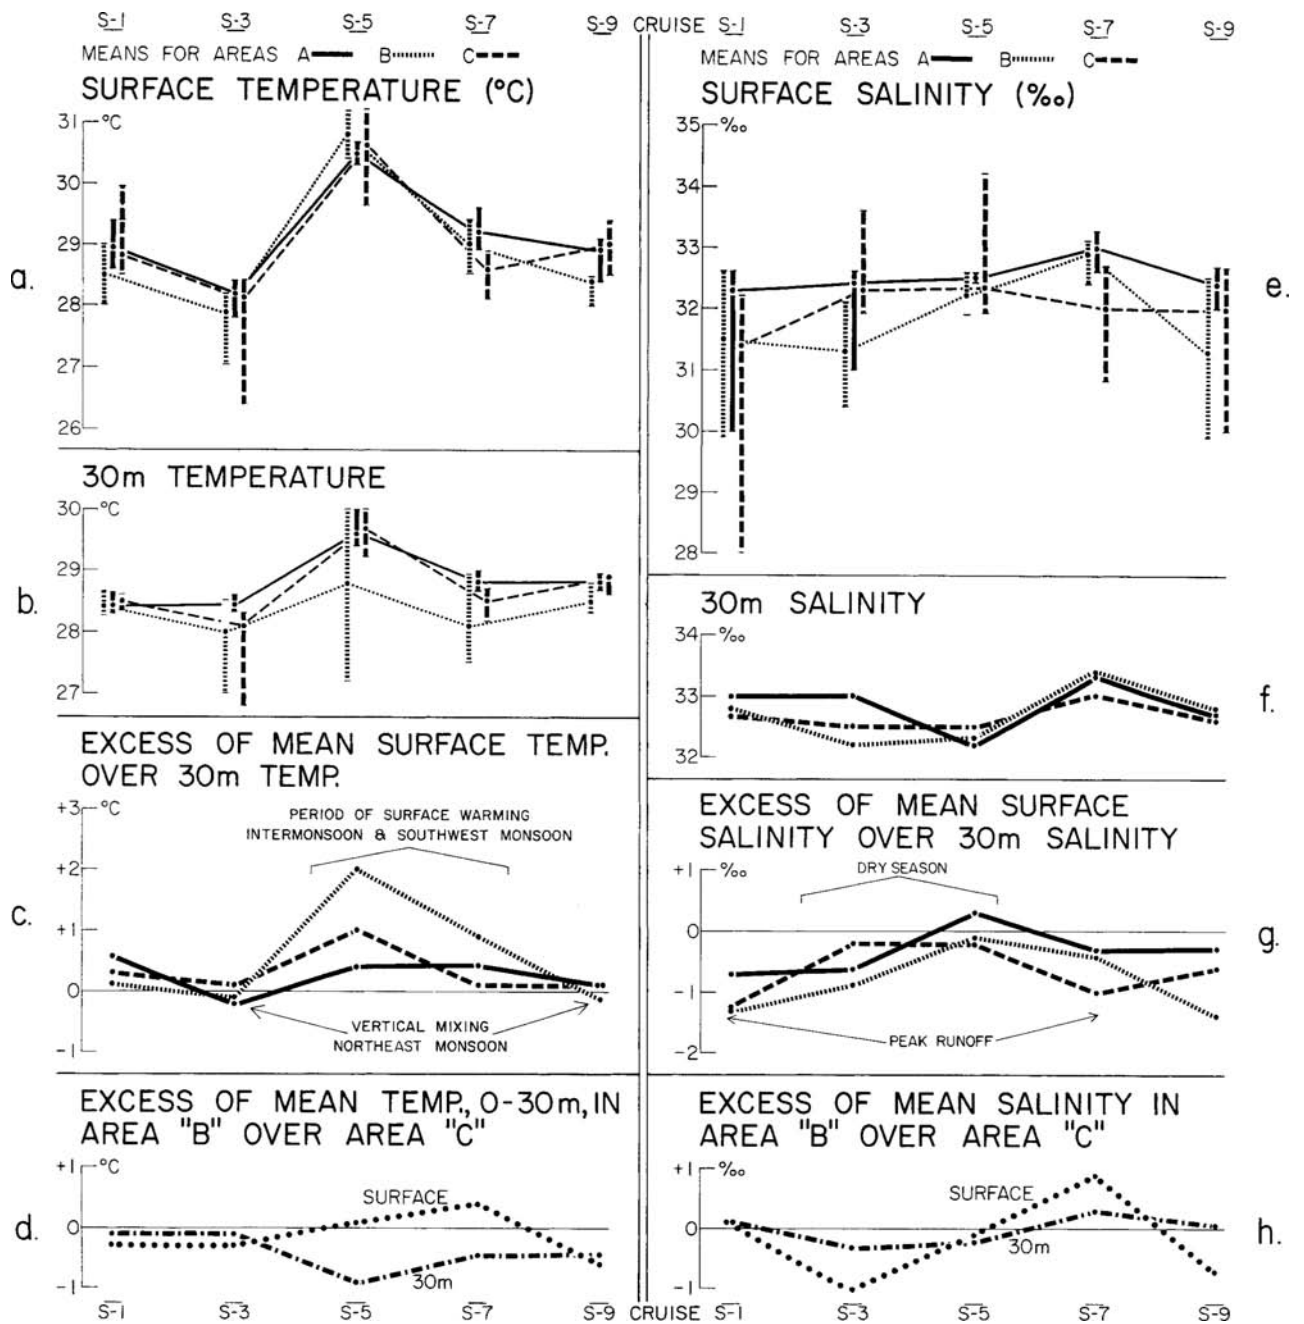 S-1 S-3 S-5 S-7 S-9 CRUISE S-1 S-3 S-5 S-7 S-9
MEANS FOR AREAS A B C
SURFACE TEMPERATURE (°C)
31 °C
30
29
28
27
26
a.
30m TEMPERATURE
30 °C
29
28
27
b.
EXCESS OF MEAN SURFACE TEMP.
OVER 30m TEMP.
+3 °C
PERIOD OF SURFACE WARMING
INTERMONSOON & SOUTHWEST MONSOON
+2
+1
0
VERTICAL MIXING
NORTHEAST MONSOON
-1
c.
EXCESS OF MEAN TEMP., 0-30m, IN
AREA "B" OVER AREA "C"
+1 °C
SURFACE
0
30m
-1
d.
MEANS FOR AREAS A B C
SURFACE SALINITY (‰)
35 ‰
34
33
32
31
30
29
28
e.
30m SALINITY
34 ‰
33
32
f.
EXCESS OF MEAN SURFACE
SALINITY OVER 30m SALINITY
+1 ‰
DRY SEASON
0
-1
PEAK RUNOFF
-2
g.
EXCESS OF MEAN SALINITY IN
AREA "B" OVER AREA "C"
+1 ‰
SURFACE
0
30m
-1
h.
S-1 S-3 S-5 S-7 S-9 CRUISE S-1 S-3 S-5 S-7 S-9